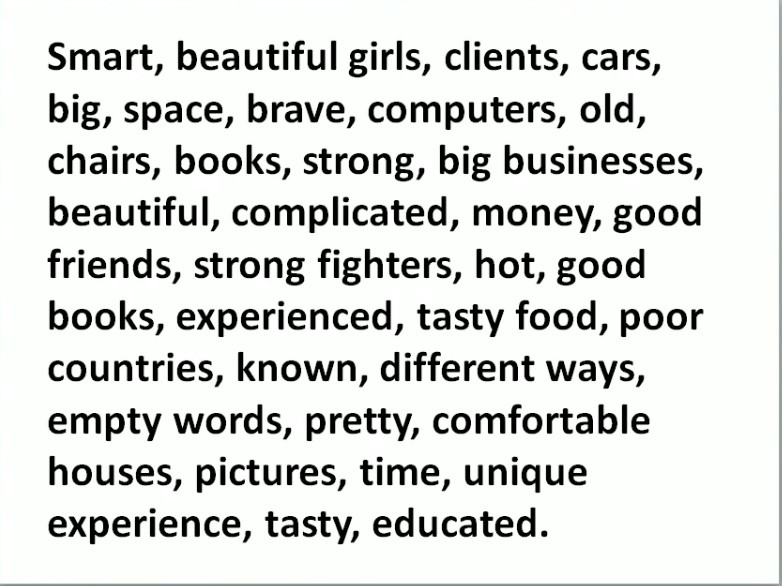 Smart, beautiful girls, clients, cars,
big, space, brave, computers, old,
chairs, books, strong, big businesses,
beautiful, complicated, money, good
friends, strong fighters, hot, good
books, experienced, tasty food, poor
countries, known, different ways,
empty words, pretty, comfortable
houses, pictures, time, unique
experience, tasty, educated.